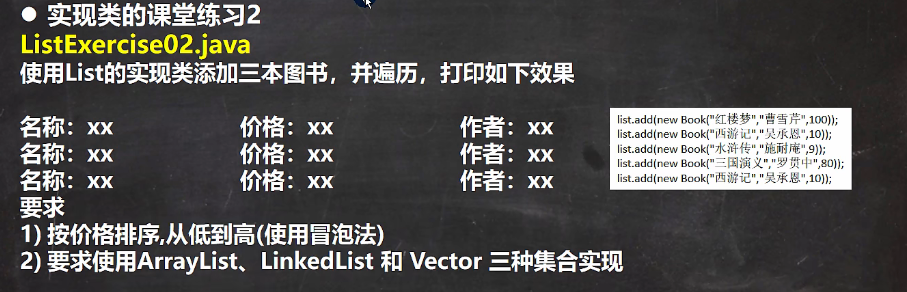 ● 实现类的课堂练习2
ListExercise02.java
使用List的实现类添加三本图书，并遍历，打印如下效果
名称：xx 价格：xx 作者：xx
名称：xx 价格：xx 作者：xx
名称：xx 价格：xx 作者：xx
list.add(new Book("红楼梦","曹雪芹",100));
list.add(new Book("西游记","吴承恩",10));
list.add(new Book("水浒传","施耐庵",9));
list.add(new Book("三国演义","罗贯中",80));
list.add(new Book("西游记","吴承恩",10));
要求
1) 按价格排序,从低到高(使用冒泡法)
2) 要求使用ArrayList、LinkedList 和 Vector 三种集合实现